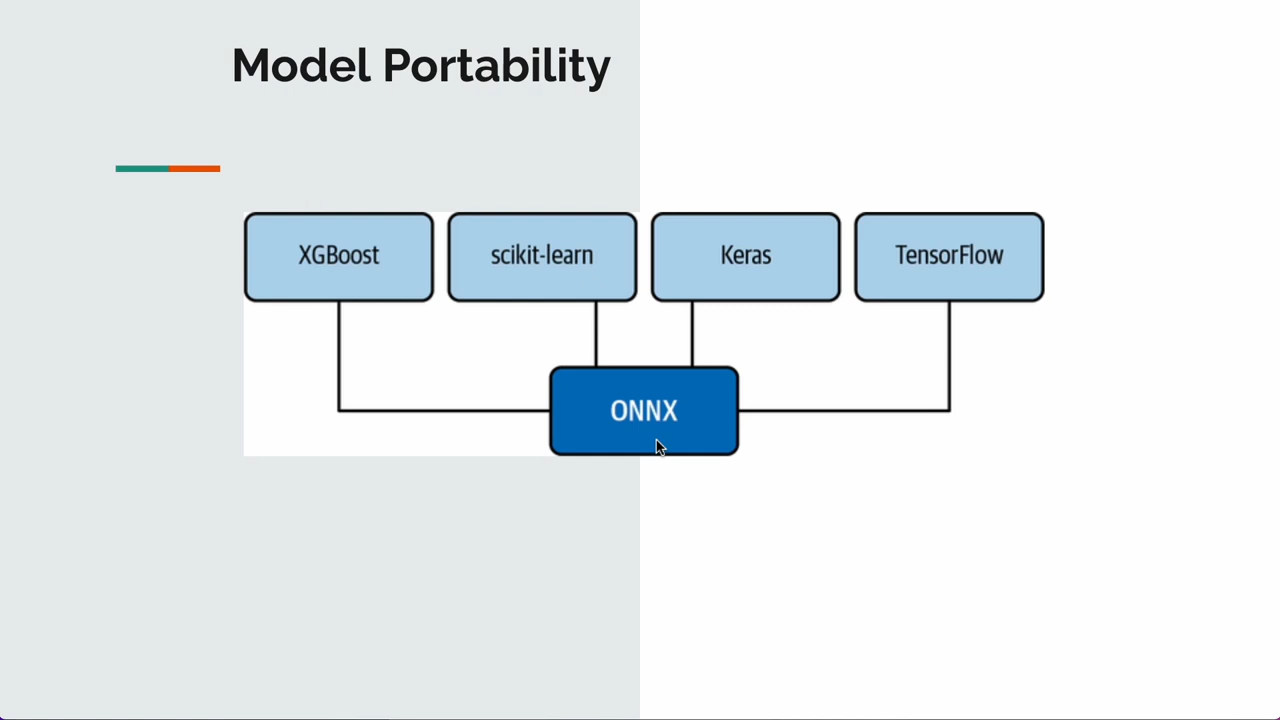 Model Portability
XGBoost
scikit-learn
Keras
TensorFlow
ONNX